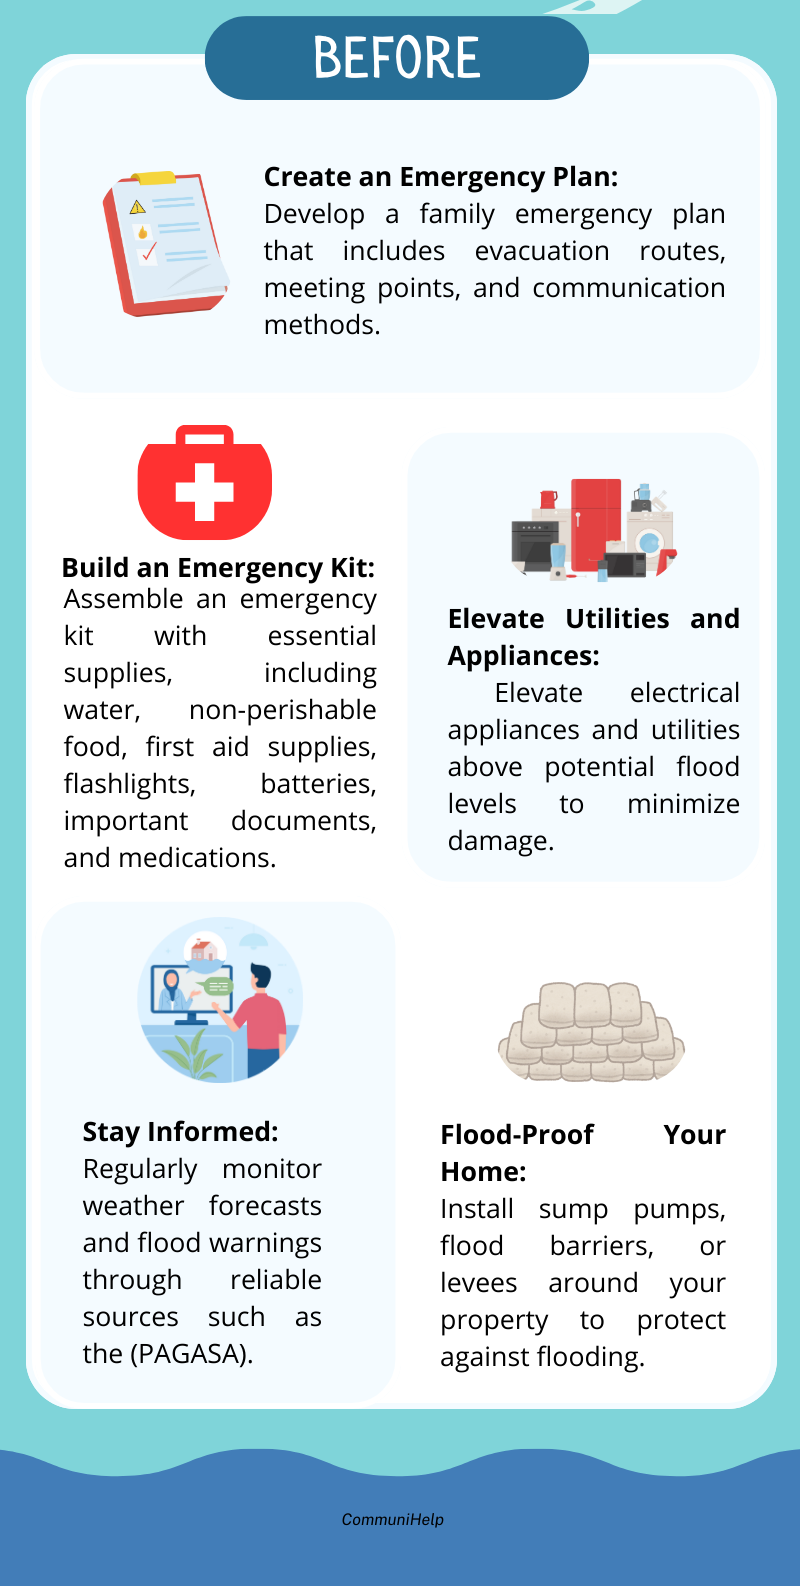 BEFORE
Create an Emergency Plan:
Develop a family emergency plan
that includes evacuation routes,
meeting points, and communication
methods.
Build an Emergency Kit:
Assemble an emergency
kit with essential
supplies, including
water, non-perishable
food, first aid supplies,
flashlights, batteries,
important documents,
and medications.
Elevate Utilities and
Appliances:
Elevate electrical
appliances and utilities
above potential flood
levels to minimize
damage.
Stay Informed:
Regularly monitor
weather forecasts
and flood warnings
through reliable
sources such as
the (PAGASA).
Flood-Proof Your
Home:
Install sump pumps,
flood barriers, or
levees around your
property to protect
against flooding.
CommuniHelp